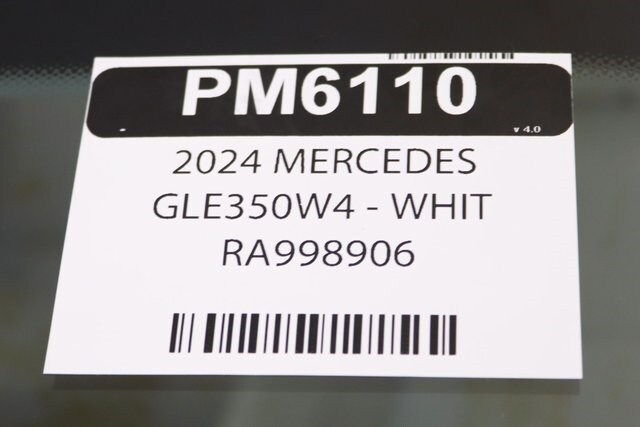 PM6110
v 4.0
2024 MERCEDES
GLE350W4 - WHIT
RA998906